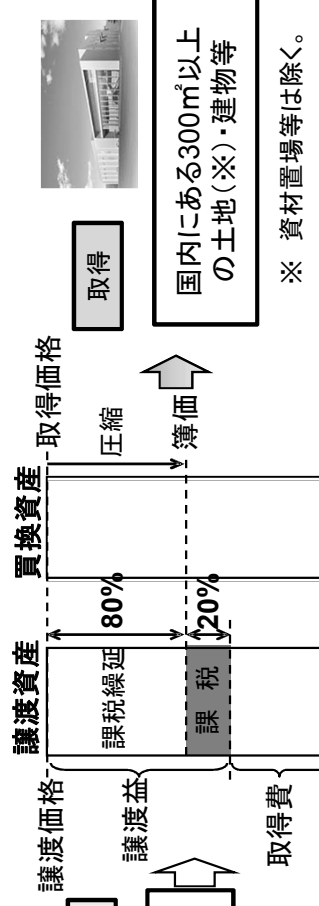 譲渡資産
買換資産
譲渡価格
取得価格
譲渡益
課税繰延
80%
圧縮
課 税
20%
簿価
取得費
取得
国内にある300㎡以上
の土地(※)・建物等
※ 資材置場等は除く。